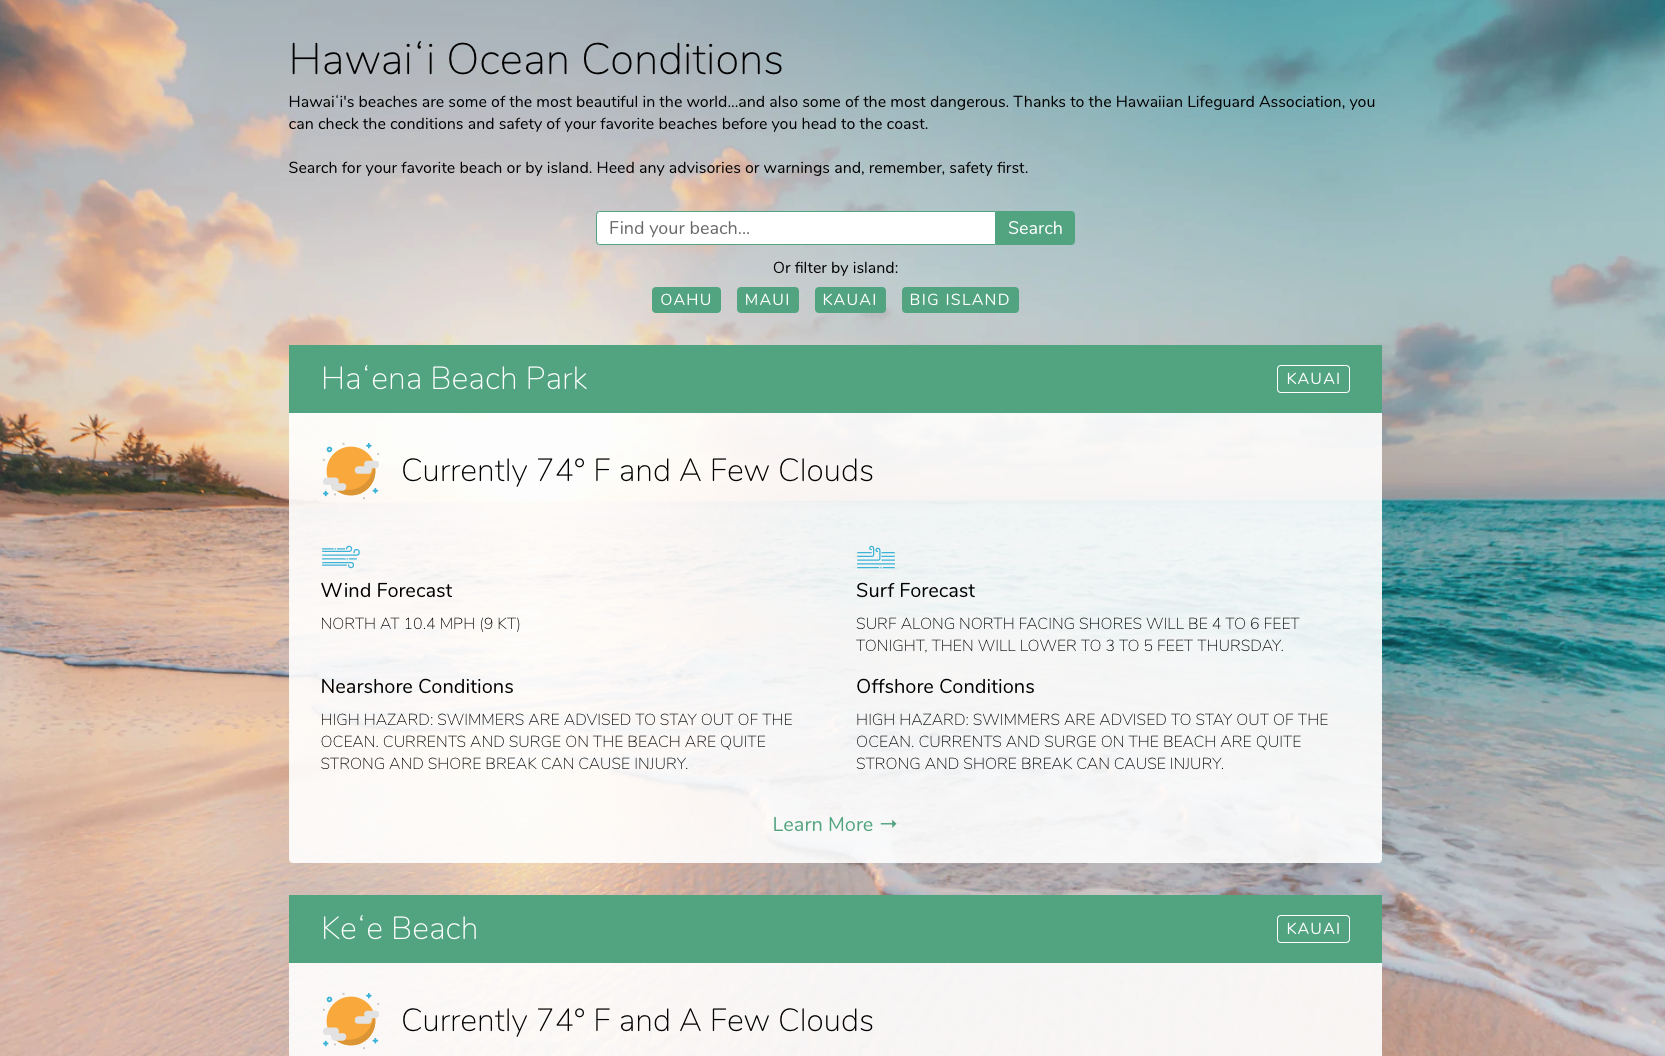 Hawaiʻi Ocean Conditions
Hawaiʻi's beaches are some of the most beautiful in the world...and also some of the most dangerous. Thanks to the Hawaiian Lifeguard Association, you
can check the conditions and safety of your favorite beaches before you head to the coast.
Search for your favorite beach or by island. Heed any advisories or warnings and, remember, safety first.
Find your beach... Search
Or filter by island:
OAHU MAUI KAUAI BIG ISLAND
Haʻena Beach Park KAUAI
Currently 74° F and A Few Clouds
Wind Forecast
NORTH AT 10.4 MPH (9 KT)
Surf Forecast
SURF ALONG NORTH FACING SHORES WILL BE 4 TO 6 FEET
TONIGHT, THEN WILL LOWER TO 3 TO 5 FEET THURSDAY.
Nearshore Conditions
HIGH HAZARD: SWIMMERS ARE ADVISED TO STAY OUT OF THE
OCEAN. CURRENTS AND SURGE ON THE BEACH ARE QUITE
STRONG AND SHORE BREAK CAN CAUSE INJURY.
Offshore Conditions
HIGH HAZARD: SWIMMERS ARE ADVISED TO STAY OUT OF THE
OCEAN. CURRENTS AND SURGE ON THE BEACH ARE QUITE
STRONG AND SHORE BREAK CAN CAUSE INJURY.
Learn More →
Keʻe Beach KAUAI
Currently 74° F and A Few Clouds